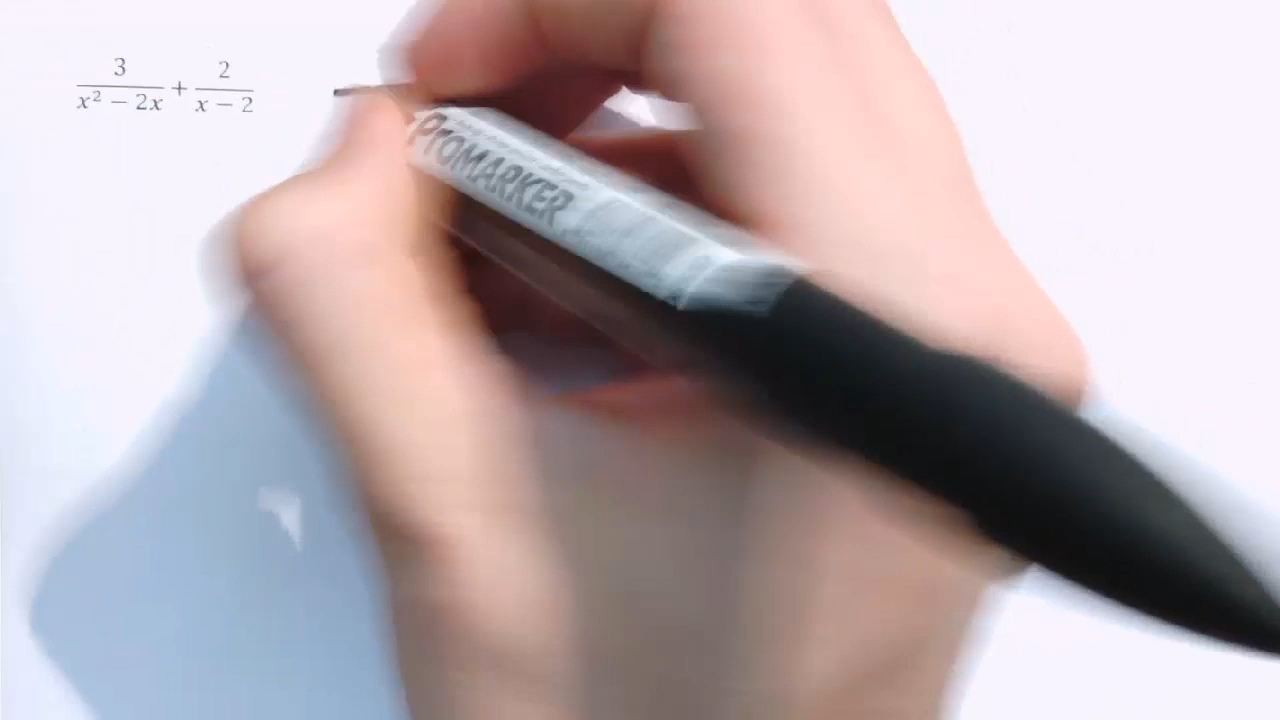 3/(x² − 2x) + 2/(x − 2)
PROMARKER